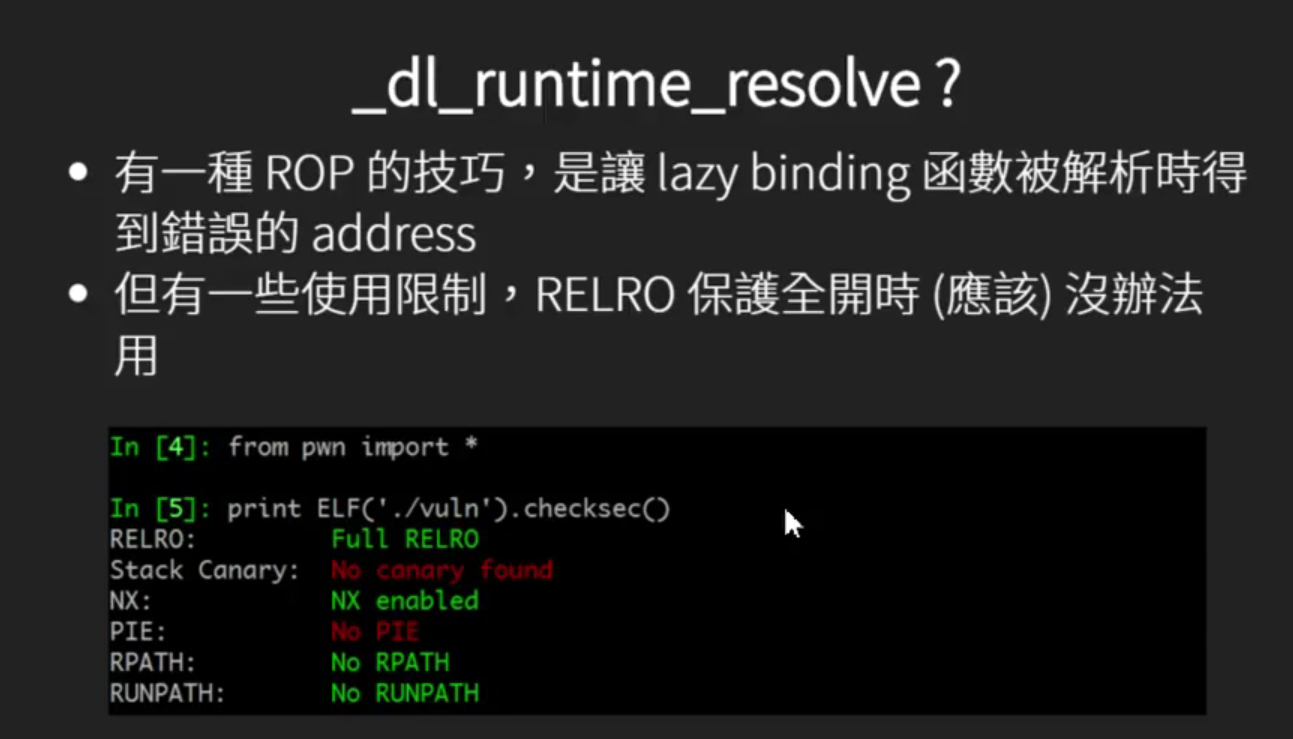 _dl_runtime_resolve ?
• 有一種 ROP 的技巧，是讓 lazy binding 函數被解析時得
到錯誤的 address
• 但有一些使用限制，RELRO 保護全開時 (應該) 沒辦法
用
In [4]: from pwn import *
In [5]: print ELF('./vuln').checksec()
RELRO: Full RELRO
Stack Canary: No canary found
NX: NX enabled
PIE: No PIE
RPATH: No RPATH
RUNPATH: No RUNPATH